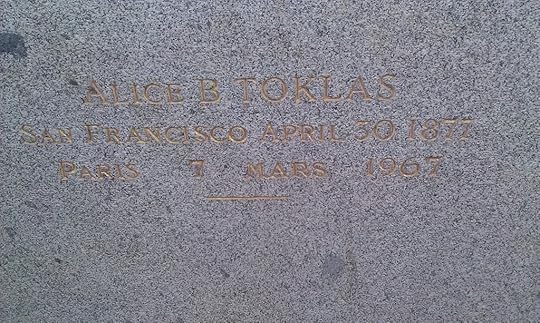 ALICE B TOKLAS
SAN FRANCISCO APRIL 30 1877
PARIS 7 MARS 1967